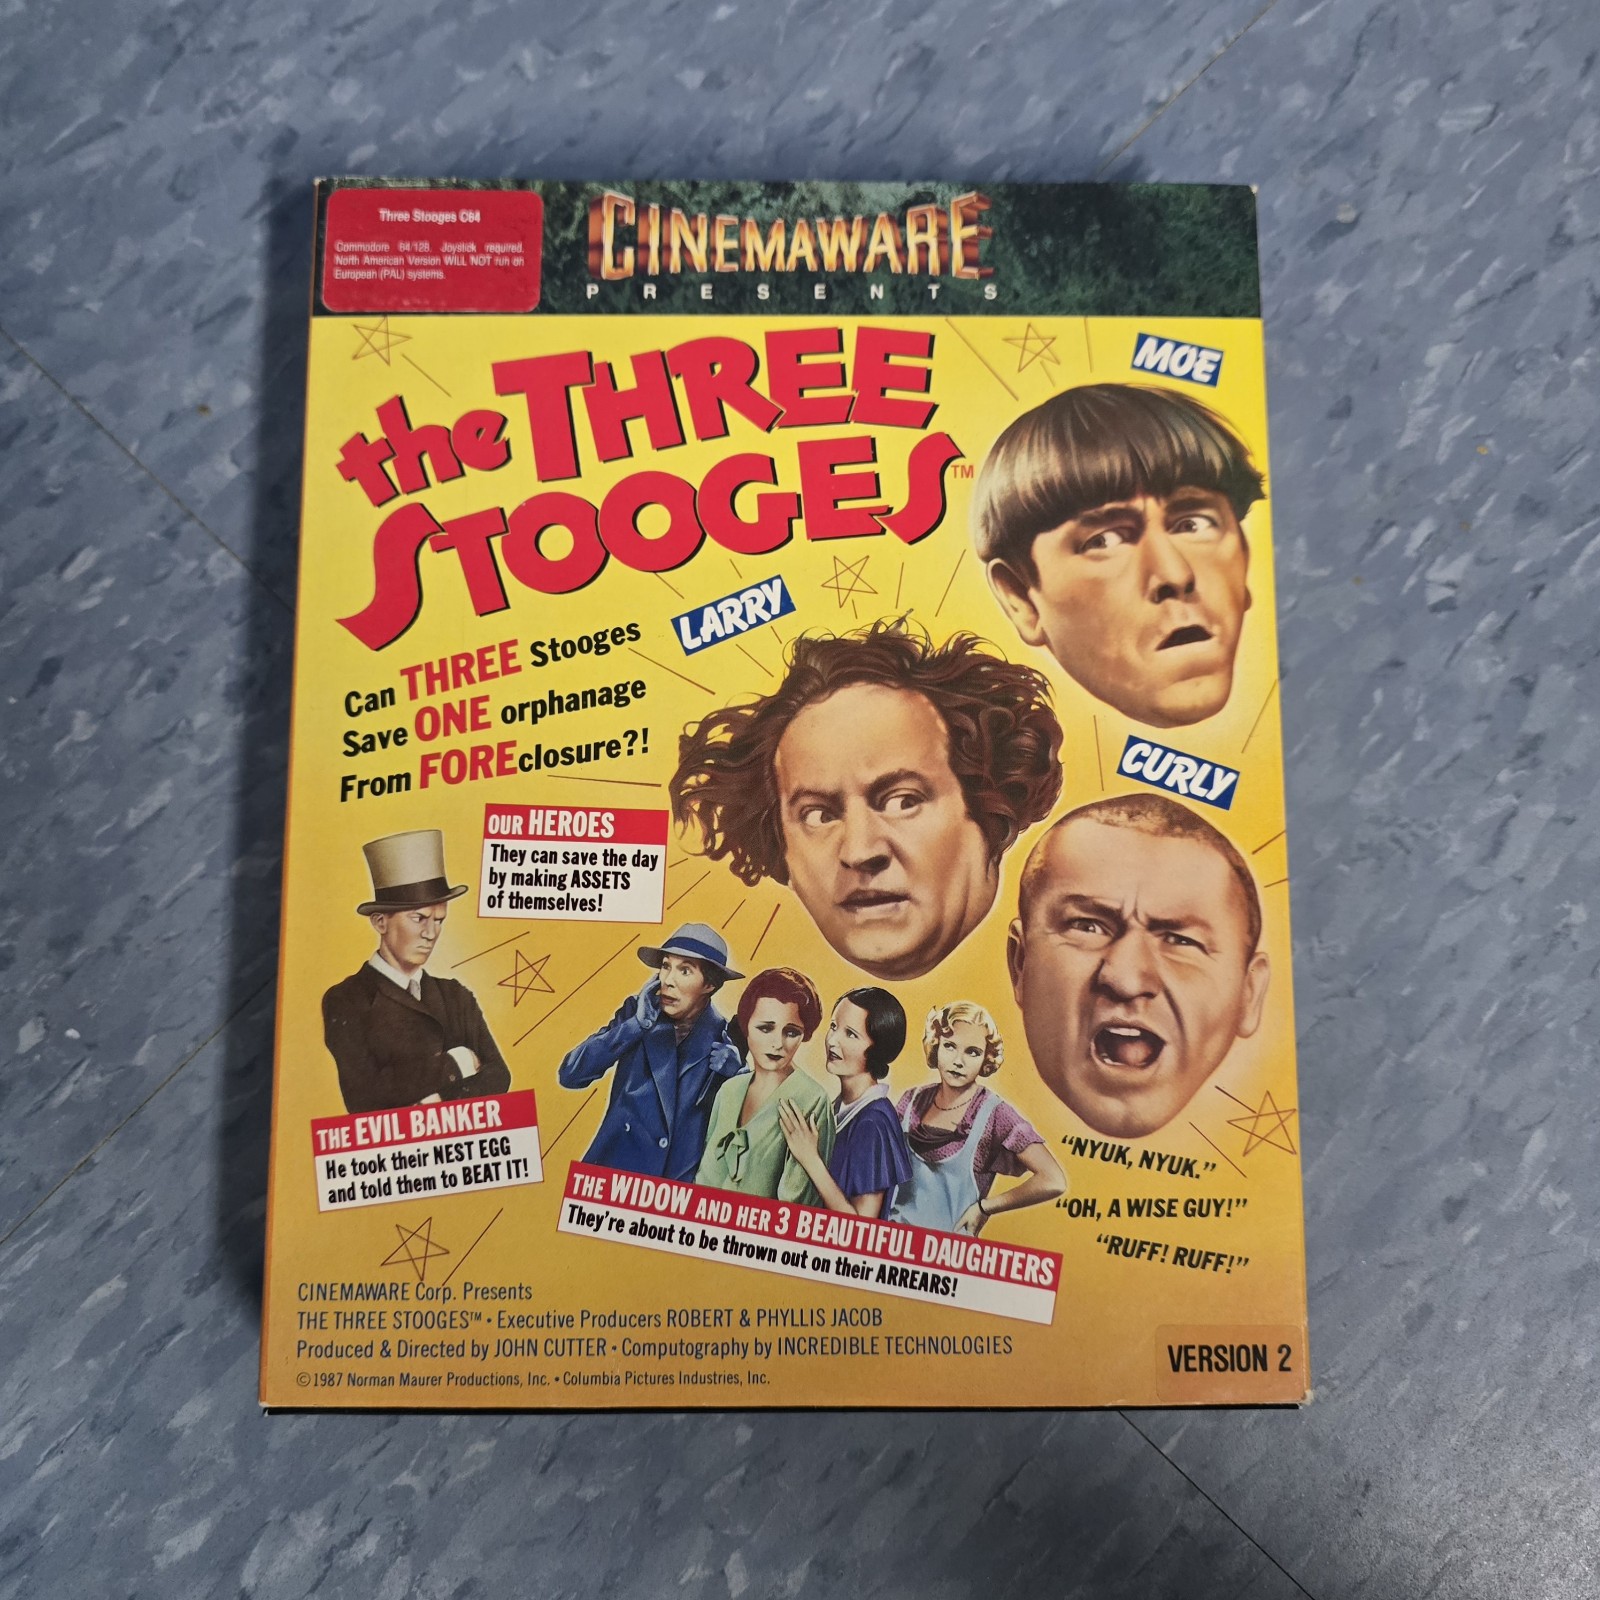 Three Stooges C64
Commodore 64/128. Joystick required.
North American Version WILL NOT run on
European (PAL) systems.
CINEMAWARE
PRESENTS
the THREE
STOOGES™
MOE
LARRY
CURLY
Can THREE Stooges
Save ONE orphanage
From FOREclosure?!
OUR HEROES
They can save the day
by making ASSETS
of themselves!
THE EVIL BANKER
He took their NEST EGG
and told them to BEAT IT!
THE WIDOW AND HER 3 BEAUTIFUL DAUGHTERS
They're about to be thrown out on their ARREARS!
“NYUK, NYUK.”
“OH, A WISE GUY!”
“RUFF! RUFF!”
CINEMAWARE Corp. Presents
THE THREE STOOGES™ • Executive Producers ROBERT & PHYLLIS JACOB
Produced & Directed by JOHN CUTTER • Computography by INCREDIBLE TECHNOLOGIES
©1987 Norman Maurer Productions, Inc. • Columbia Pictures Industries, Inc.
VERSION 2